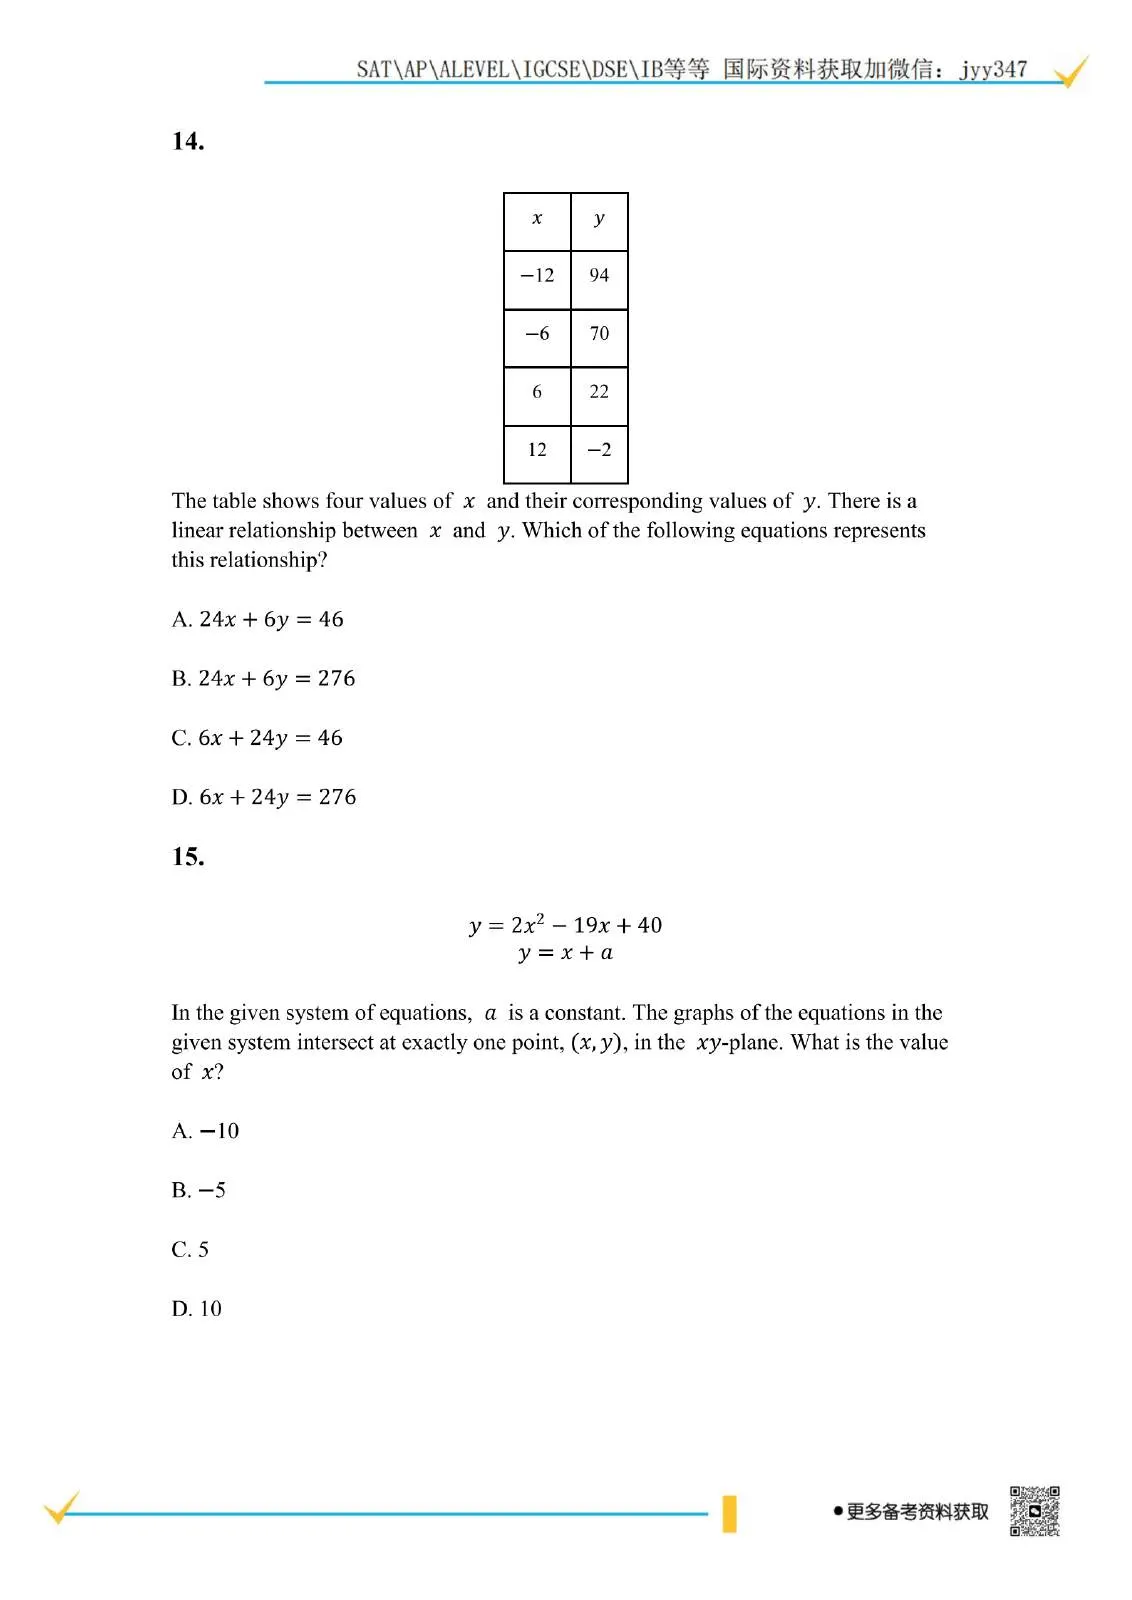 SAT\AP\ALEVEL\IGCSE\DSE\IB等等 国际资料获取加微信：jyy347
14.
x y
−12 94
−6 70
6 22
12 −2
The table shows four values of x and their corresponding values of y. There is a
linear relationship between x and y. Which of the following equations represents
this relationship?
A. 24x + 6y = 46
B. 24x + 6y = 276
C. 6x + 24y = 46
D. 6x + 24y = 276
15.
y = 2x² − 19x + 40
y = x + a
In the given system of equations, a is a constant. The graphs of the equations in the
given system intersect at exactly one point, (x, y), in the xy-plane. What is the value
of x?
A. −10
B. −5
C. 5
D. 10
●更多备考资料获取